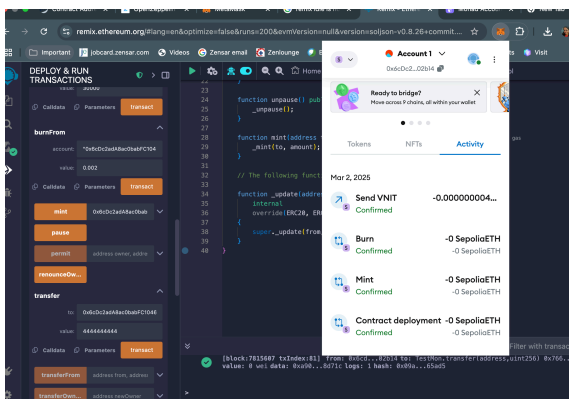 remix.ethereum.org/#lang=en&optimize=false&runs=200&evmVersion=null&version=soljson-v0.8.26+commit....
Important
jobcard.zensar.com
Videos
Zensar email
Zenlounge
Visit
DEPLOY & RUN
TRANSACTIONS
value: 30000
Calldata
Parameters
transact
burnFrom
account: "0x6cDc2adA8ac0babFC104
value: 0.002
Calldata
Parameters
transact
mint
0x6cDc2adA8ac0bab
pause
permit
address owner, addre
renounceOw...
transfer
to: 0x6cDc2adA8ac0babFC1046
value: 4444444444
Calldata
Parameters
transact
transferFrom
address from, address
transferOwn...
address newOwner
Home
23
24 function unpause() pub
25 _unpause();
26 }
27
28 function mint(address
gas
29 _mint(to, amount);
30 }
31
32 // The following funct
33
34 function _update(addre
35 internal
36 override(ERC20, ER
37 {
38 super._update(from
39 }
40 }
Account 1
0x6cDc2...02b14
Ready to bridge?
Move across 9 chains, all within your wallet
Tokens
NFTs
Activity
Mar 2, 2025
Send VNIT
-0.000000004...
Confirmed
Burn
-0 SepoliaETH
Confirmed
-0 SepoliaETH
Mint
-0 SepoliaETH
Confirmed
-0 SepoliaETH
Contract deployment
-0 SepoliaETH
Confirmed
-0 SepoliaETH
Filter with transac
[block:7815607 txIndex:81] from: 0x6cd...02b14 to: TestMon.transfer(address,uint256) 0x766...
value: 0 wei data: 0xa90...8d71c logs: 1 hash: 0x09a...65ad5